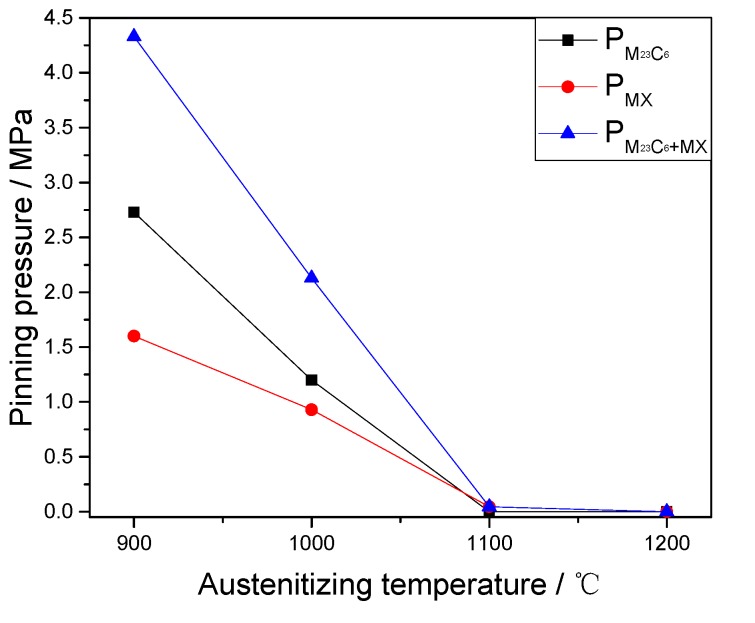 4.5
4.0
3.5
3.0
2.5
2.0
1.5
1.0
0.5
0.0
Pinning pressure / MPa
P M23C6
P MX
P M23C6+MX
900 1000 1100 1200
Austenitizing temperature / ℃